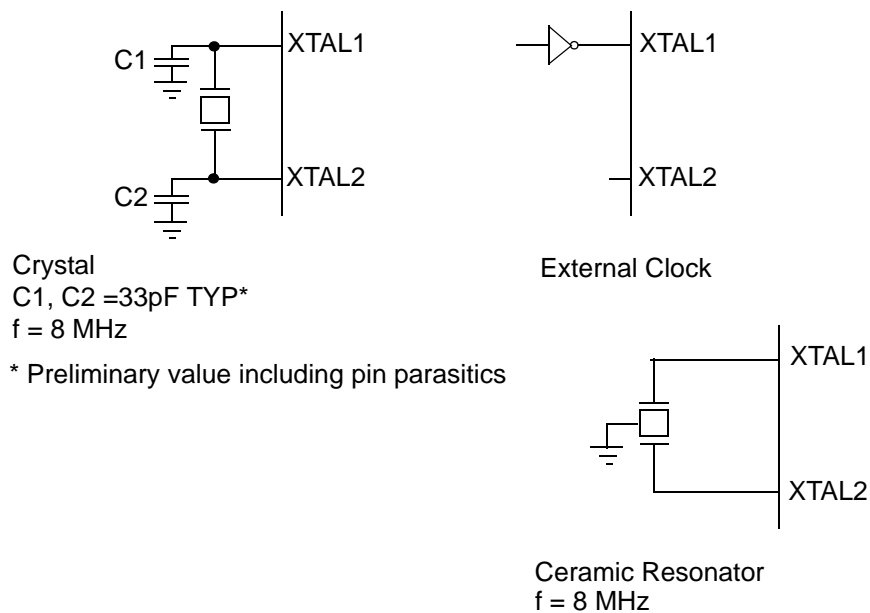 C1
XTAL1
C2
XTAL2
Crystal
C1, C2 =33pF TYP*
f = 8 MHz
* Preliminary value including pin parasitics
XTAL1
XTAL2
External Clock
XTAL1
XTAL2
Ceramic Resonator
f = 8 MHz